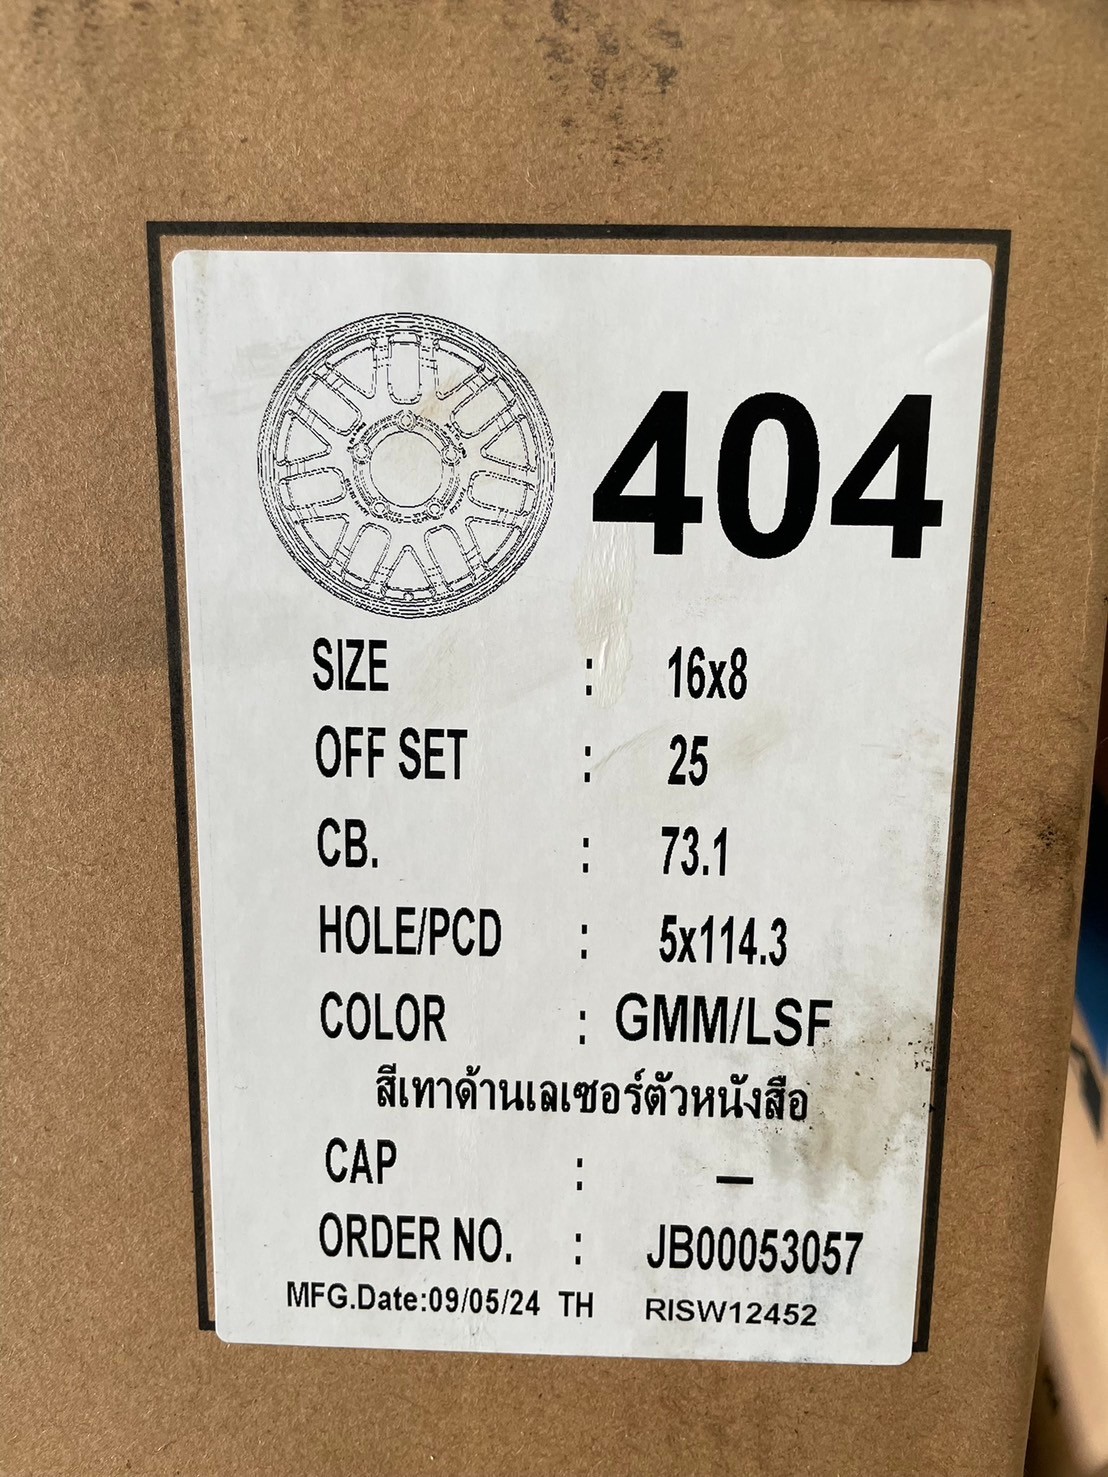 404
SIZE : 16x8
OFF SET : 25
CB. : 73.1
HOLE/PCD : 5x114.3
COLOR : GMM/LSF
สีเทาด้านเลเซอร์ตัวหนังสือ
CAP : –
ORDER NO. : JB00053057
MFG.Date:09/05/24 TH RISW12452